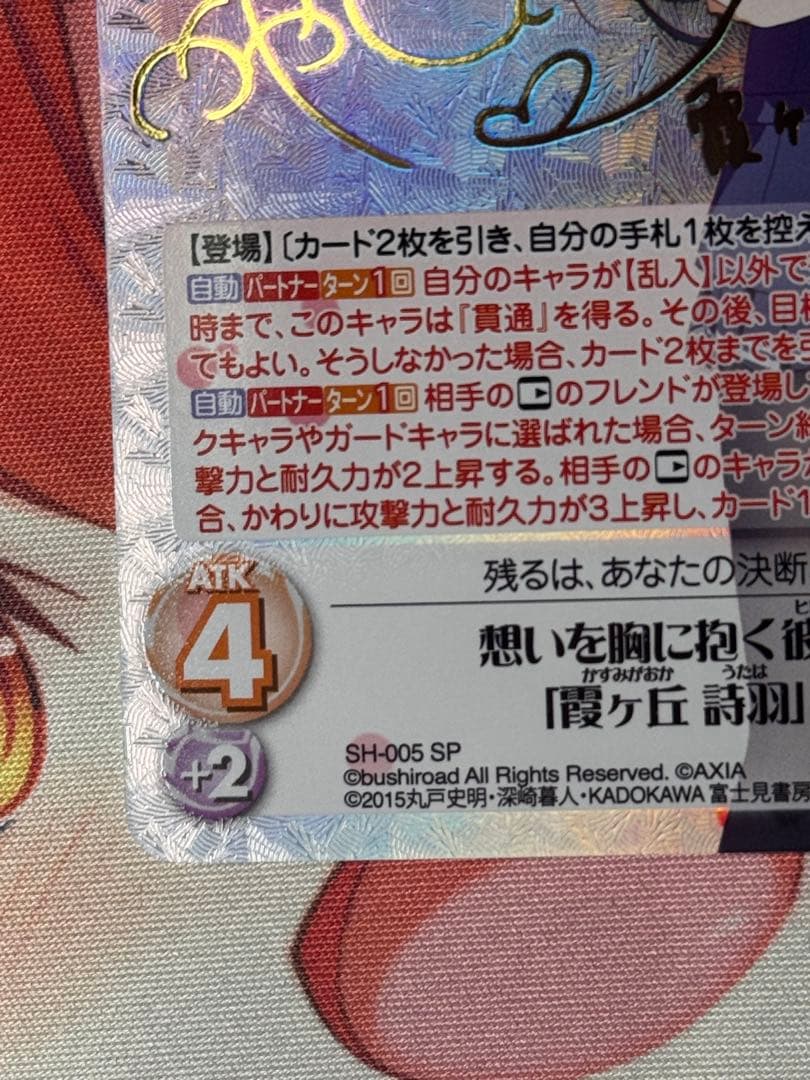 霞ヶ
【登場】〔カード2枚を引き、自分の手札1枚を控え
自動 パートナー ターン1回 自分のキャラが【乱入】以外で
時まで、このキャラは『貫通』を得る。その後、目
てもよい。そうしなかった場合、カード2枚までを引
自動 パートナー ターン1回 相手の のフレンドが登場し
クキャラやガードキャラに選ばれた場合、ターン終
撃力と耐久力が2上昇する。相手の のキャラ
合、かわりに攻撃力と耐久力が3上昇し、カード1
ATK
4
残るは、あなたの決断
想いを胸に抱く彼
かすみがおか うたは
「霞ヶ丘 詩羽」
+2
SH-005 SP
©bushiroad All Rights Reserved. ©AXIA
©2015丸戸史明・深崎暮人・KADOKAWA 富士見書房